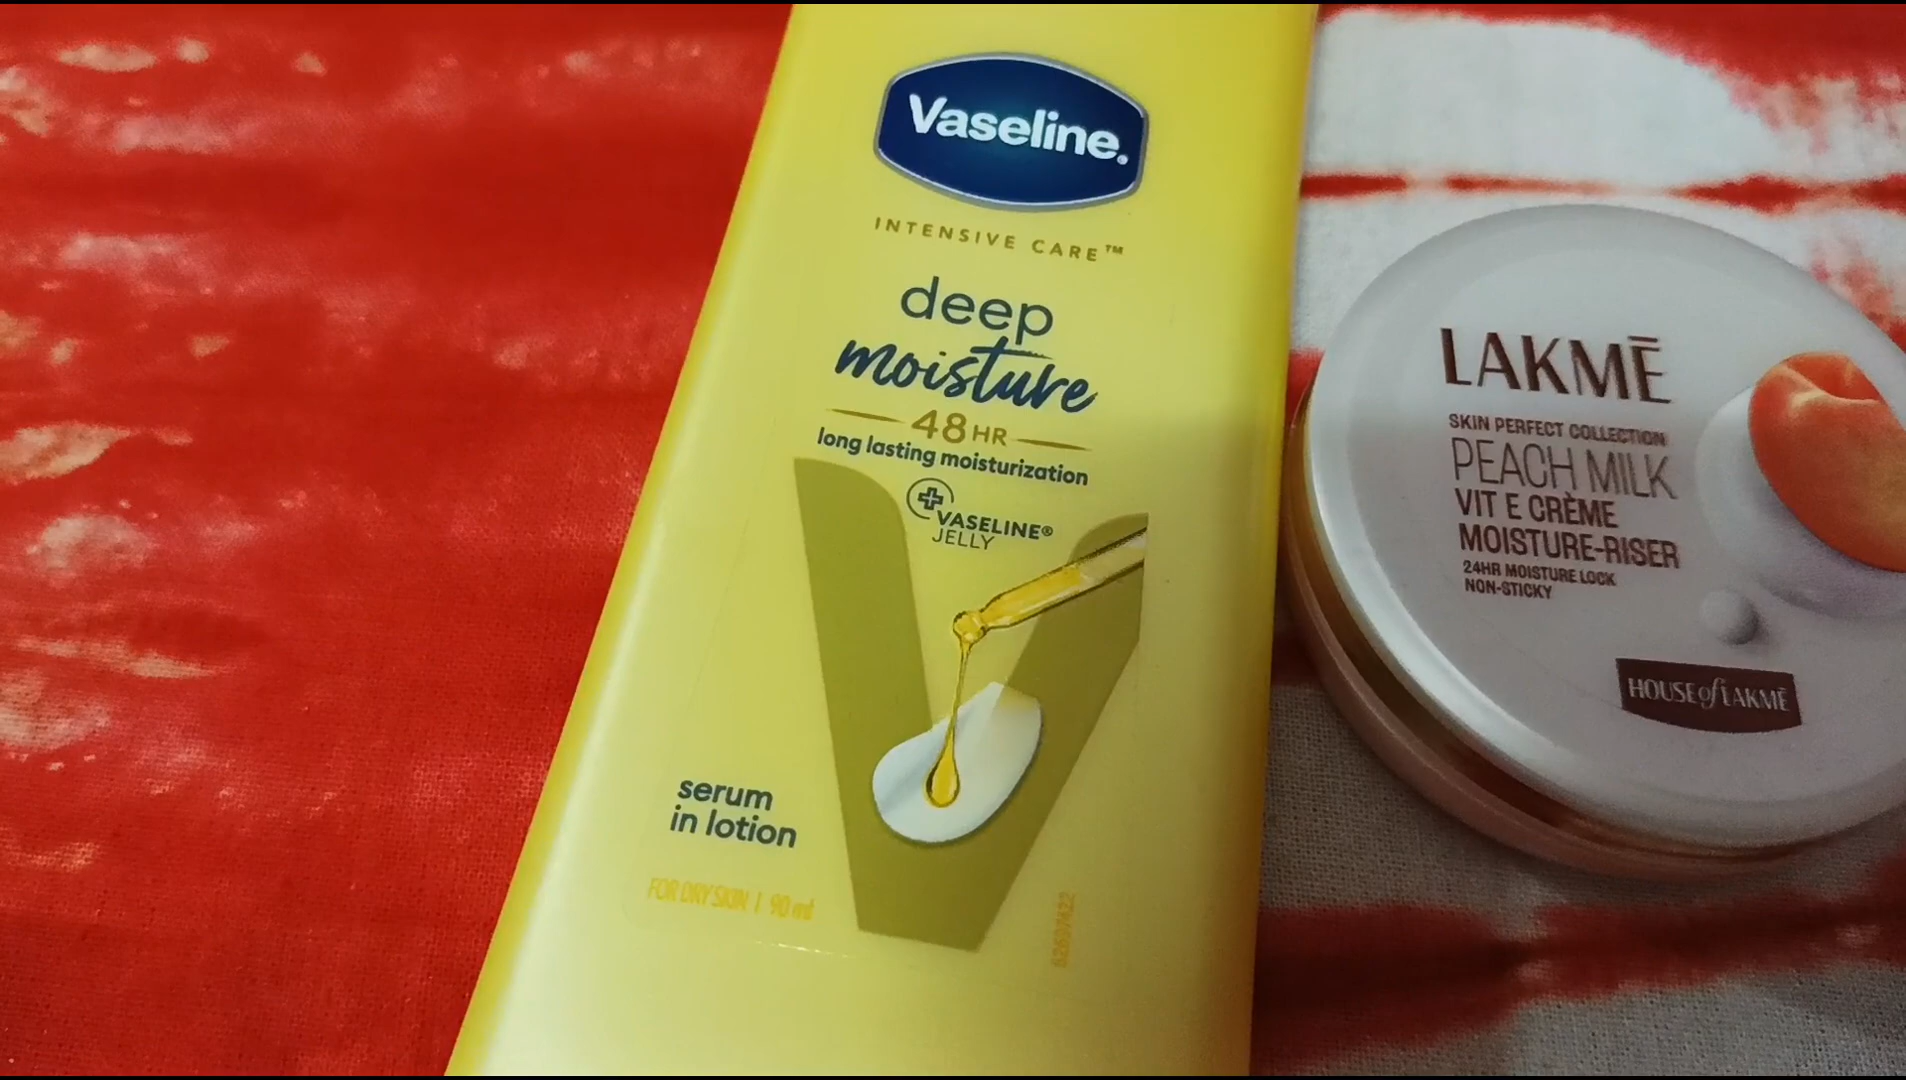 Vaseline®
INTENSIVE CARE™
deep
moisture
48HR
long lasting moisturization
VASELINE®
JELLY
serum
in lotion
FOR DRY SKIN | 90 ml
LAKMĒ
SKIN PERFECT COLLECTION
PEACH MILK
VIT E CRÈME
MOISTURE-RISER
24HR MOISTURE LOCK
NON-STICKY
HOUSE of LAKMĒ